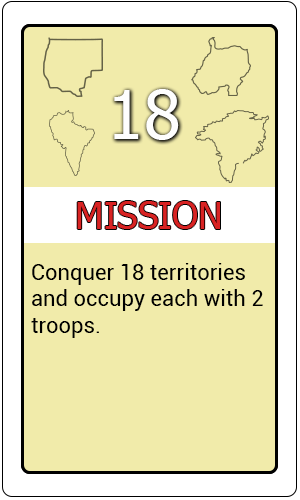 18
MISSION
Conquer 18 territories
and occupy each with 2
troops.